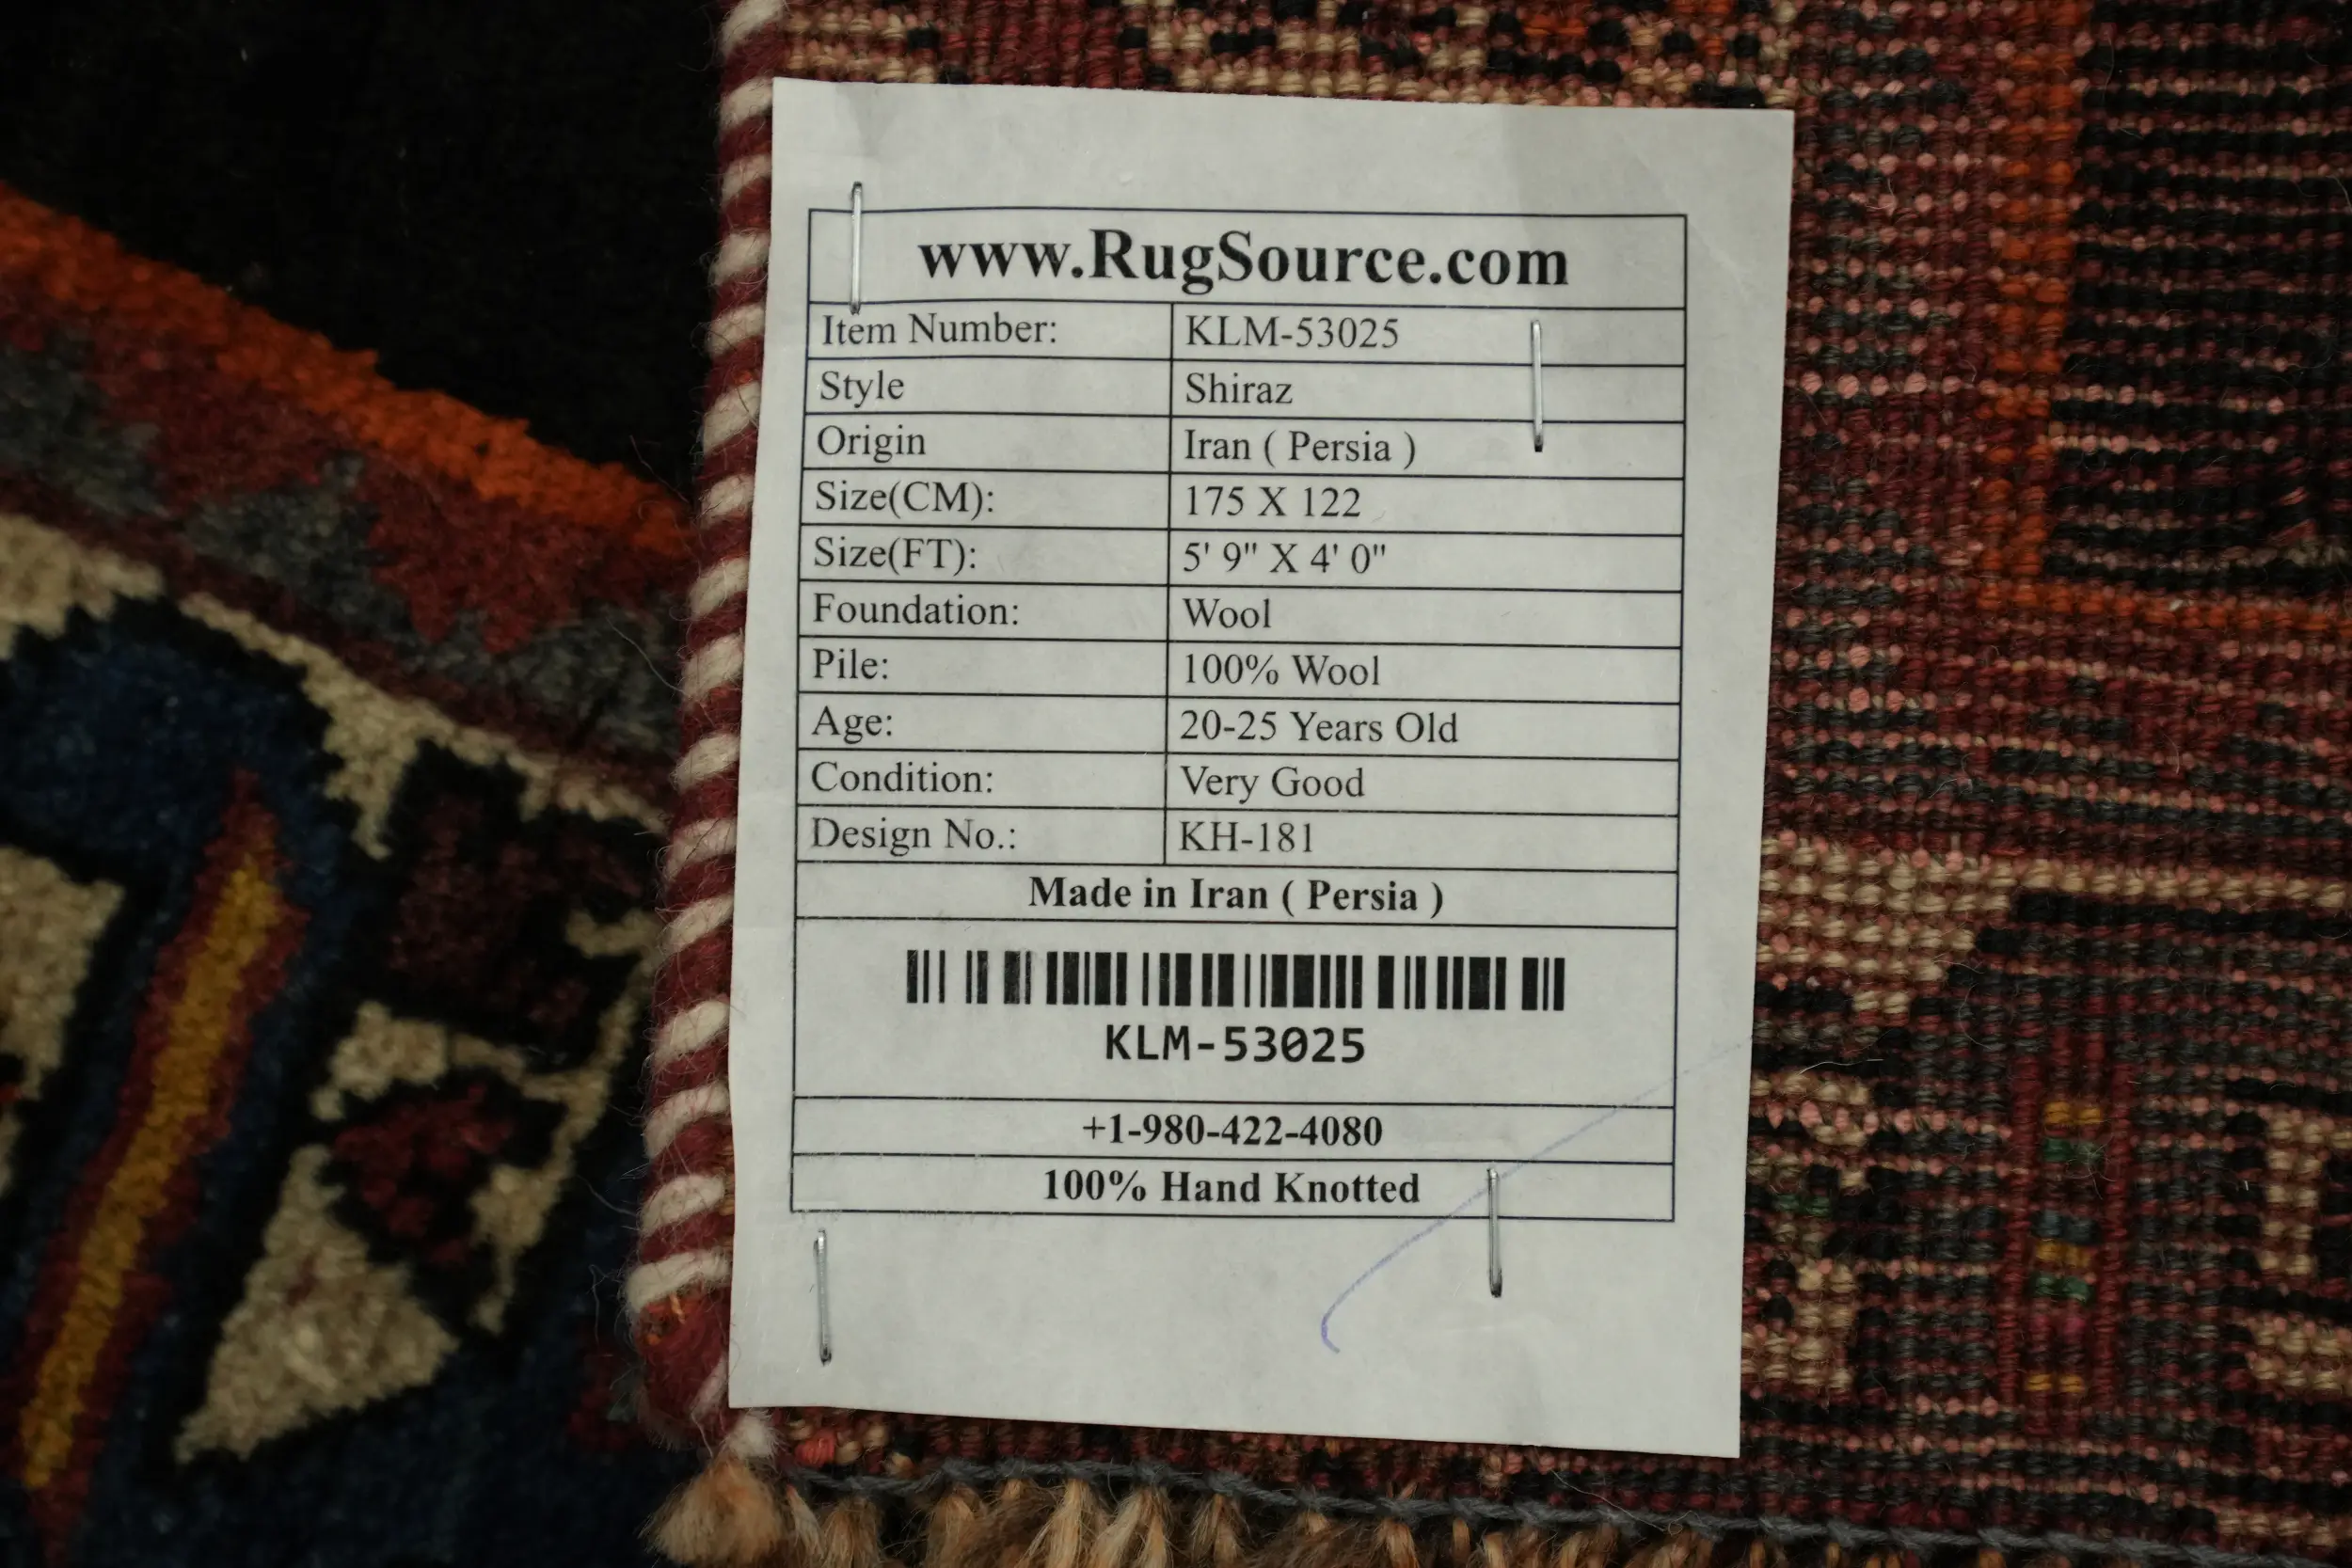 www.RugSource.com
Item Number: KLM-53025
Style Shiraz
Origin Iran ( Persia )
Size(CM): 175 X 122
Size(FT): 5' 9" X 4' 0"
Foundation: Wool
Pile: 100% Wool
Age: 20-25 Years Old
Condition: Very Good
Design No.: KH-181
Made in Iran ( Persia )
KLM-53025
+1-980-422-4080
100% Hand Knotted